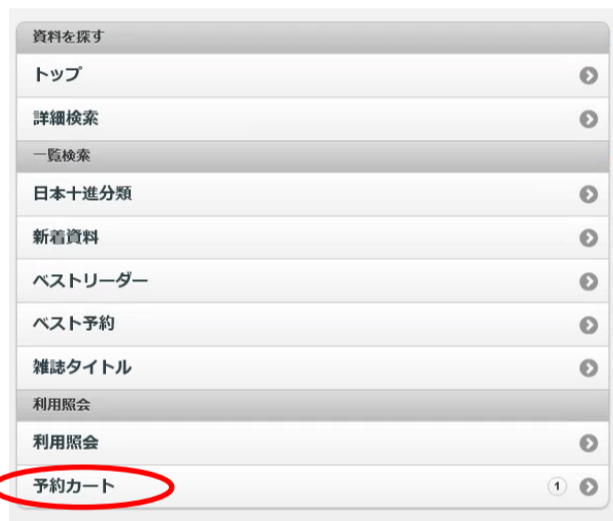 資料を探す
トップ
詳細検索
一覧検索
日本十進分類
新着資料
ベストリーダー
ベスト予約
雑誌タイトル
利用照会
利用照会
予約カート 1